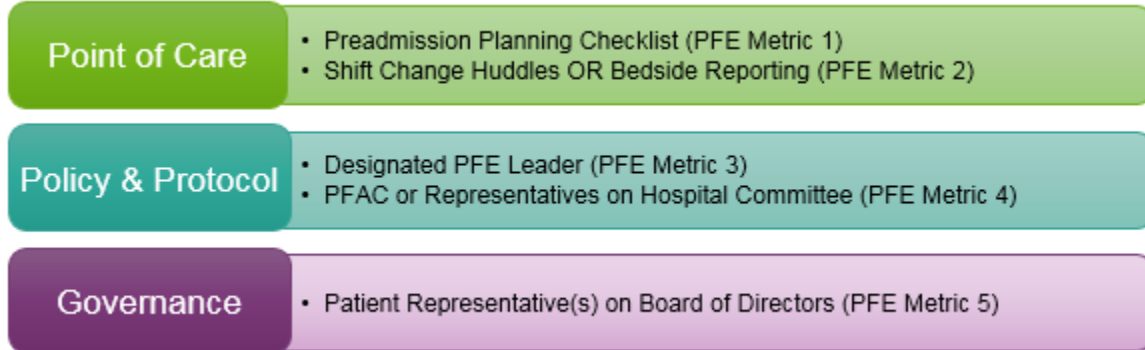 Point of Care
• Preadmission Planning Checklist (PFE Metric 1)
• Shift Change Huddles OR Bedside Reporting (PFE Metric 2)
Policy & Protocol
• Designated PFE Leader (PFE Metric 3)
• PFAC or Representatives on Hospital Committee (PFE Metric 4)
Governance
• Patient Representative(s) on Board of Directors (PFE Metric 5)